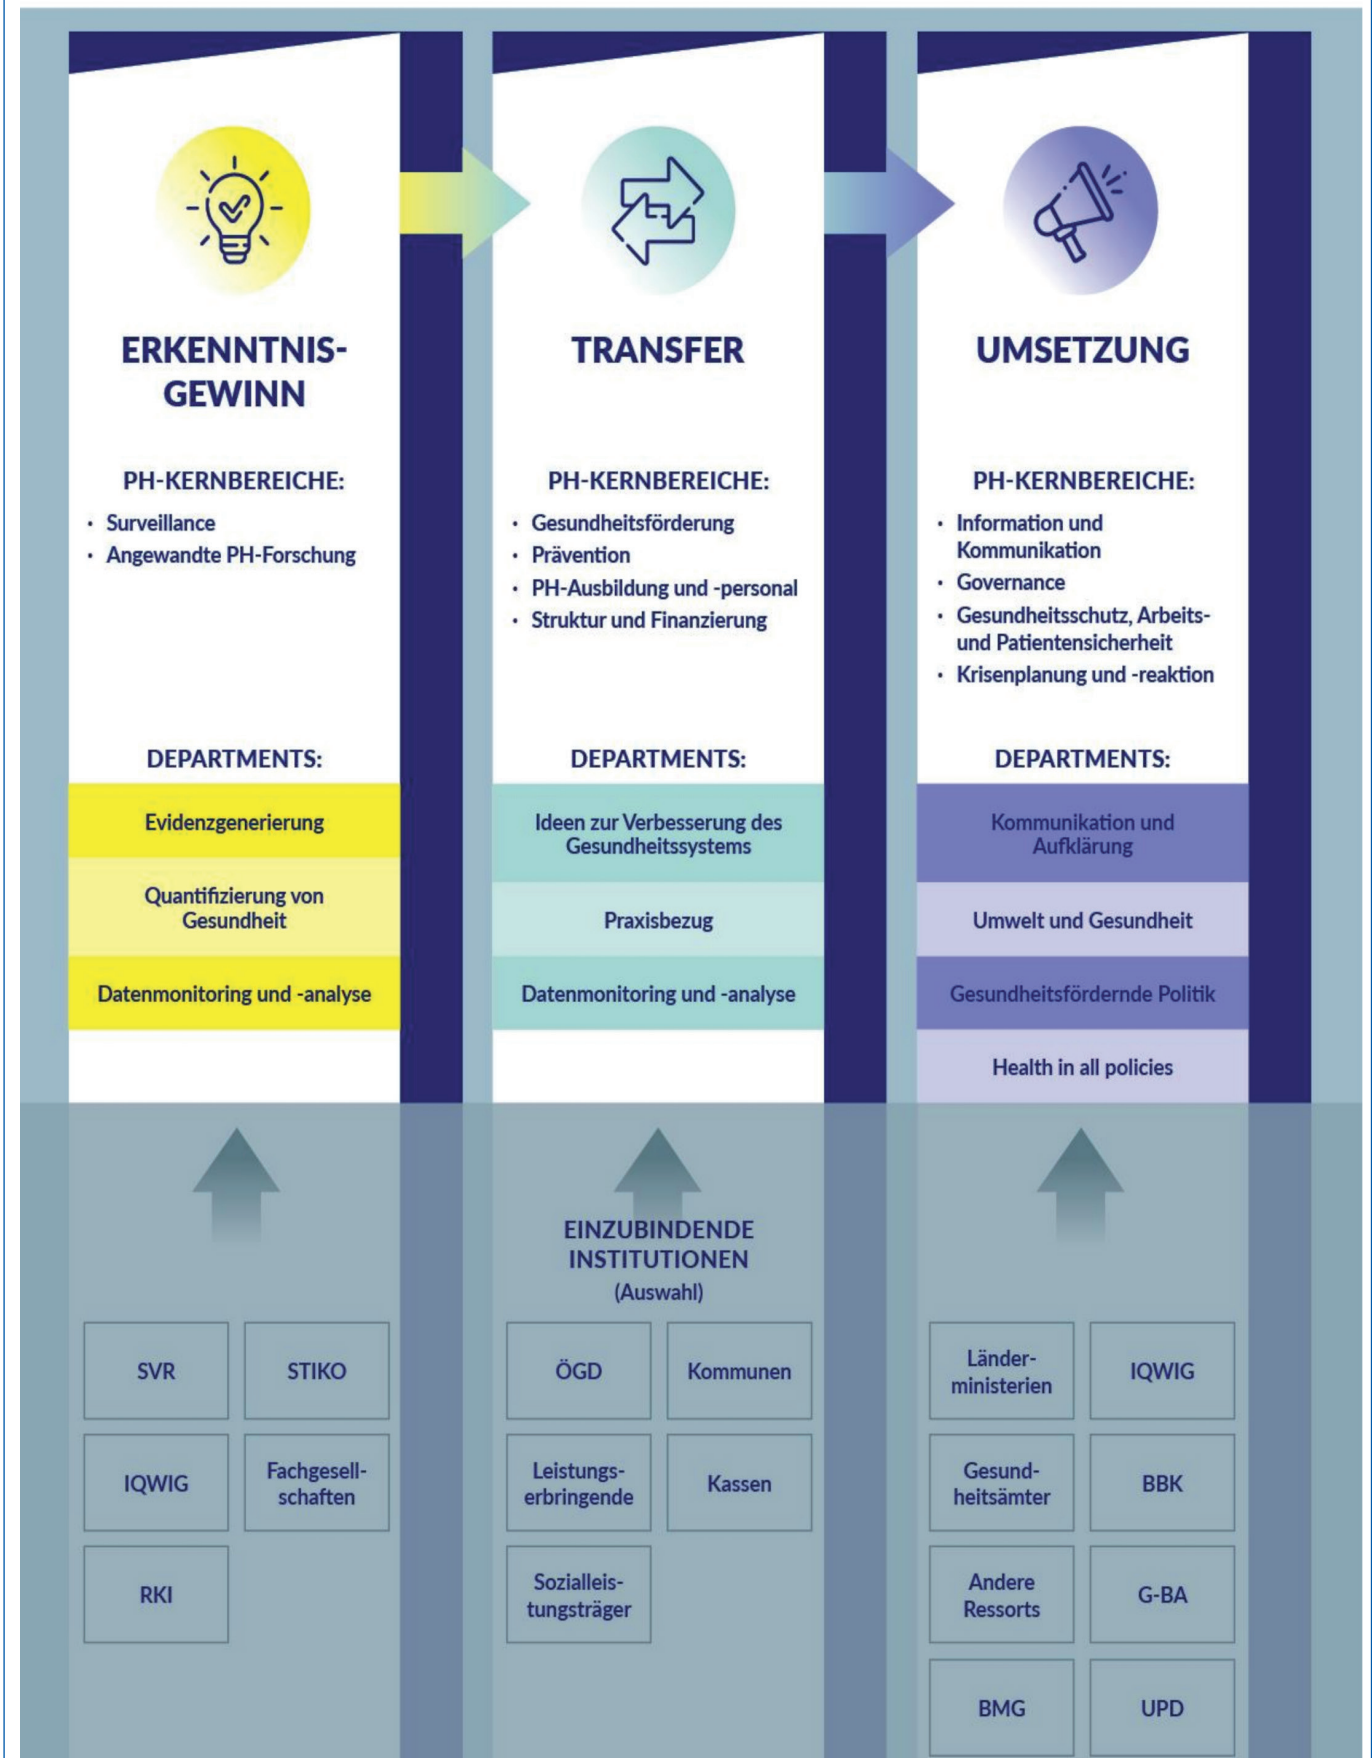 ERKENNTNIS-
GEWINN
PH-KERNBEREICHE:
• Surveillance
• Angewandte PH-Forschung
DEPARTMENTS:
Evidenzgenerierung
Quantifizierung von
Gesundheit
Datenmonitoring und -analyse
TRANSFER
PH-KERNBEREICHE:
• Gesundheitsförderung
• Prävention
• PH-Ausbildung und -personal
• Struktur und Finanzierung
DEPARTMENTS:
Ideen zur Verbesserung des
Gesundheitssystems
Praxisbezug
Datenmonitoring und -analyse
UMSETZUNG
PH-KERNBEREICHE:
• Information und
Kommunikation
• Governance
• Gesundheitsschutz, Arbeits-
und Patientensicherheit
• Krisenplanung und -reaktion
DEPARTMENTS:
Kommunikation und
Aufklärung
Umwelt und Gesundheit
Gesundheitsfördernde Politik
Health in all policies
EINZUBINDENDE
INSTITUTIONEN
(Auswahl)
SVR
STIKO
IQWIG
Fachgesell-
schaften
RKI
ÖGD
Kommunen
Leistungs-
erbringende
Kassen
Sozialleis-
tungsträger
Länder-
ministerien
IQWIG
Gesund-
heitsämter
BBK
Andere
Ressorts
G-BA
BMG
UPD